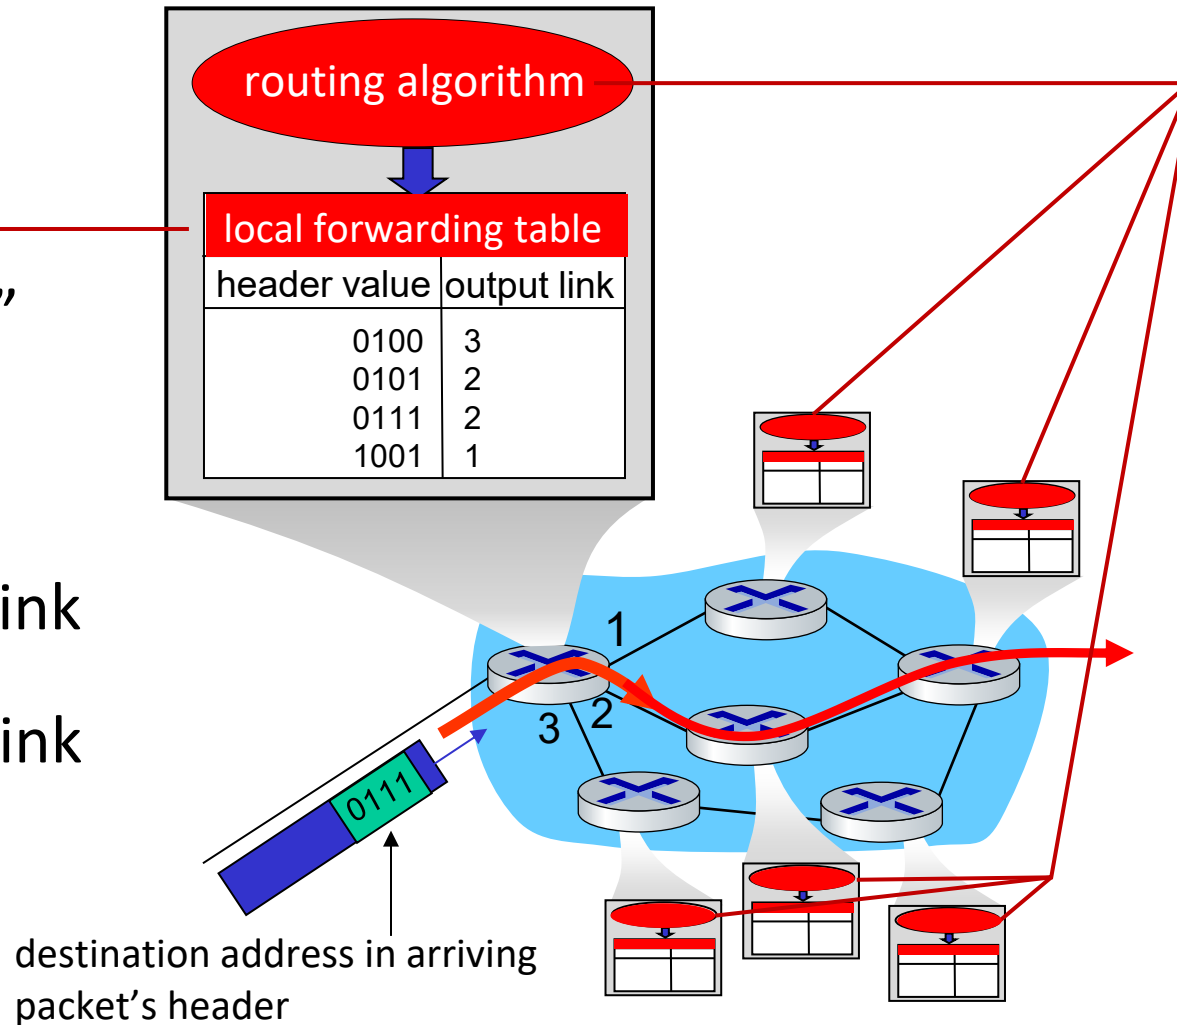 routing algorithm
local forwarding table
”
header value output link
0100 3
0101 2
0111 2
1001 1
ink
ink
1
2
3
0111
destination address in arriving
packet’s header